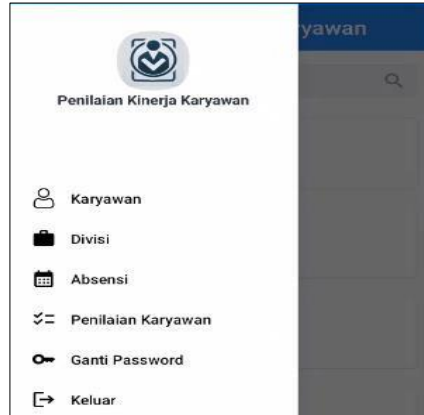 yawan
Penilaian Kinerja Karyawan
Karyawan
Divisi
Absensi
Penilaian Karyawan
Ganti Password
Keluar